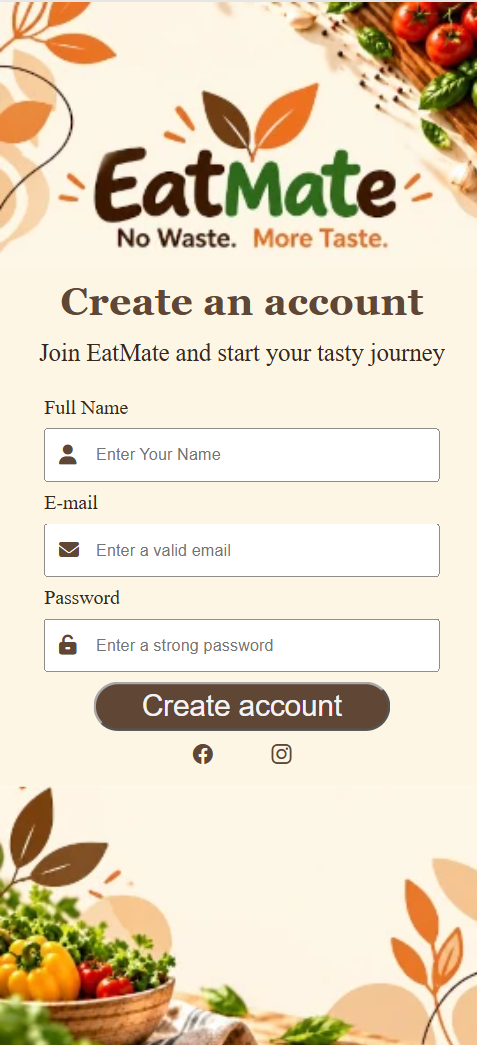 EatMate
No Waste. More Taste.
Create an account
Join EatMate and start your tasty journey
Full Name
Enter Your Name
E-mail
Enter a valid email
Password
Enter a strong password
Create account